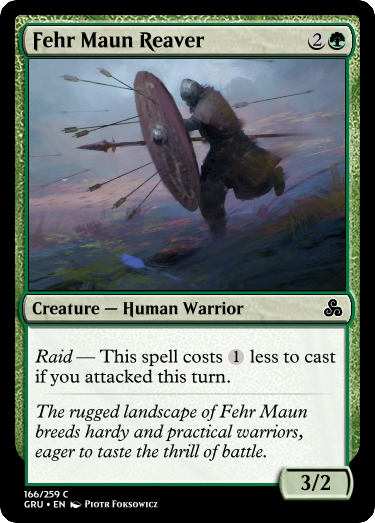 Fehr Maun Reaver 2
Creature — Human Warrior
Raid — This spell costs 1 less to cast
if you attacked this turn.
The rugged landscape of Fehr Maun
breeds hardy and practical warriors,
eager to taste the thrill of battle.
3/2
166/259 C
GRU • EN Piotr Foksowicz